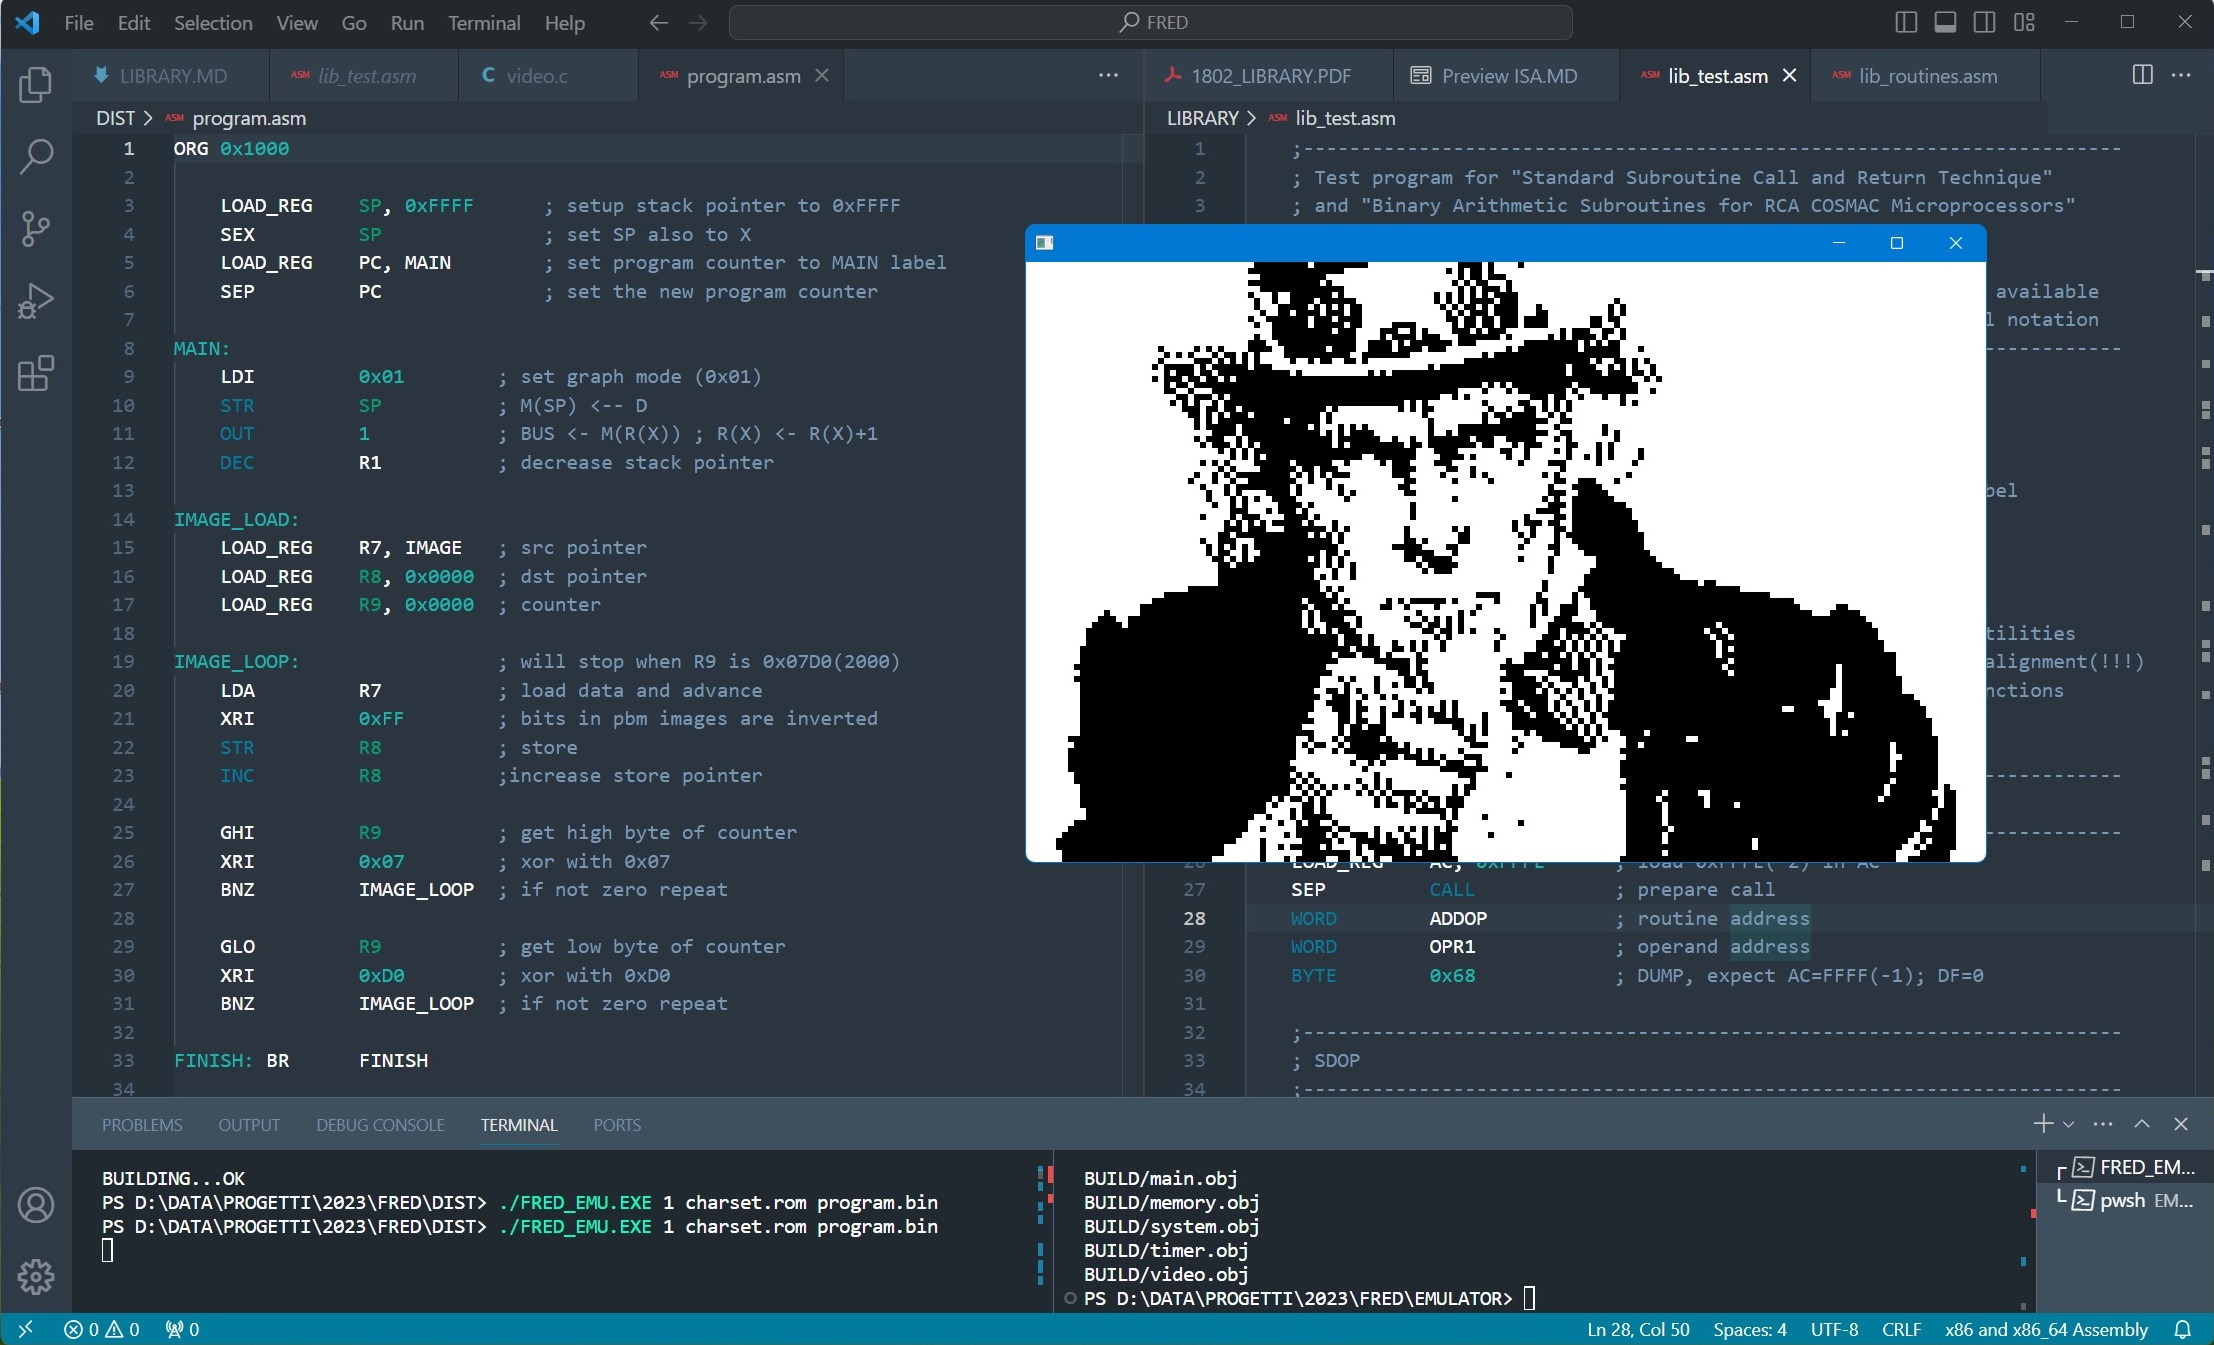 File Edit Selection View Go Run Terminal Help FRED
LIBRARY.MD ASM lib_test.asm C video.c ASM program.asm
DIST > ASM program.asm
1 ORG 0x1000
2
3 LOAD_REG SP, 0xFFFF ; setup stack pointer to 0xFFFF
4 SEX SP ; set SP also to X
5 LOAD_REG PC, MAIN ; set program counter to MAIN label
6 SEP PC ; set the new program counter
7
8 MAIN:
9 LDI 0x01 ; set graph mode (0x01)
10 STR SP ; M(SP) <-- D
11 OUT 1 ; BUS <- M(R(X)) ; R(X) <- R(X)+1
12 DEC R1 ; decrease stack pointer
13
14 IMAGE_LOAD:
15 LOAD_REG R7, IMAGE ; src pointer
16 LOAD_REG R8, 0x0000 ; dst pointer
17 LOAD_REG R9, 0x0000 ; counter
18
19 IMAGE_LOOP: ; will stop when R9 is 0x07D0(2000)
20 LDA R7 ; load data and advance
21 XRI 0xFF ; bits in pbm images are inverted
22 STR R8 ; store
23 INC R8 ;increase store pointer
24
25 GHI R9 ; get high byte of counter
26 XRI 0x07 ; xor with 0x07
27 BNZ IMAGE_LOOP ; if not zero repeat
28
29 GLO R9 ; get low byte of counter
30 XRI 0xD0 ; xor with 0xD0
31 BNZ IMAGE_LOOP ; if not zero repeat
32
33 FINISH: BR FINISH
34
1802_LIBRARY.PDF Preview ISA.MD ASM lib_test.asm ASM lib_routines.asm
LIBRARY > ASM lib_test.asm
1 ;-----------------------------------------------------------------------
2 ; Test program for "Standard Subroutine Call and Return Technique"
3 ; and "Binary Arithmetic Subroutines for RCA COSMAC Microprocessors"
available
notation
alignment(!!!)
27 SEP CALL ; prepare call
28 WORD ADDOP ; routine address
29 WORD OPR1 ; operand address
30 BYTE 0x68 ; DUMP, expect AC=FFFF(-1); DF=0
31
32 ;-----------------------------------------------------------------------
33 ; SDOP
34 ;-----------------------------------------------------------------------
PROBLEMS OUTPUT DEBUG CONSOLE TERMINAL PORTS
BUILDING...OK
PS D:\DATA\PROGETTI\2023\FRED\DIST> ./FRED_EMU.EXE 1 charset.rom program.bin
PS D:\DATA\PROGETTI\2023\FRED\DIST> ./FRED_EMU.EXE 1 charset.rom program.bin
BUILD/main.obj
BUILD/memory.obj
BUILD/system.obj
BUILD/timer.obj
BUILD/video.obj
PS D:\DATA\PROGETTI\2023\FRED\EMULATOR>
FRED_EM...
pwsh EM...
0 0 0 Ln 28, Col 50 Spaces: 4 UTF-8 CRLF x86 and x86_64 Assembly